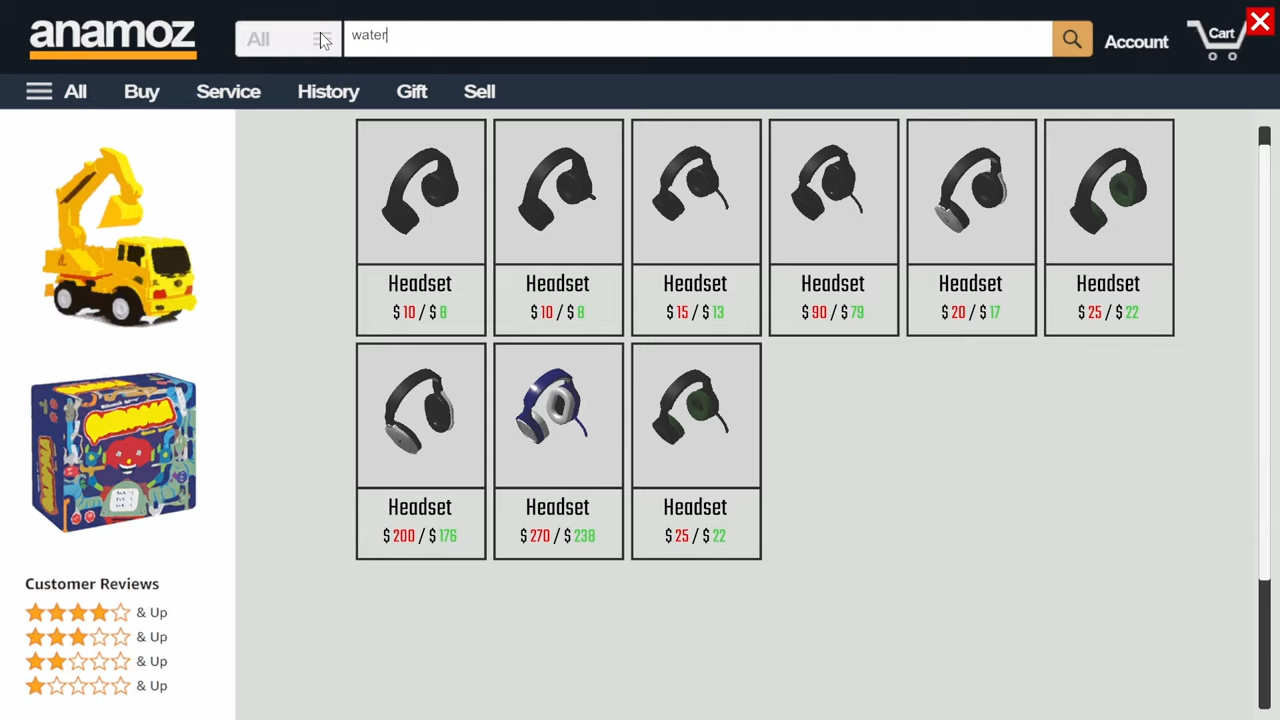 anamoz
All
water
Account
Cart
All
Buy
Service
History
Gift
Sell
Headset
$ 10 / $ 8
Headset
$ 10 / $ 8
Headset
$ 15 / $ 13
Headset
$ 90 / $ 79
Headset
$ 20 / $ 17
Headset
$ 25 / $ 22
Headset
$ 200 / $ 176
Headset
$ 270 / $ 238
Headset
$ 25 / $ 22
Customer Reviews
& Up
& Up
& Up
& Up